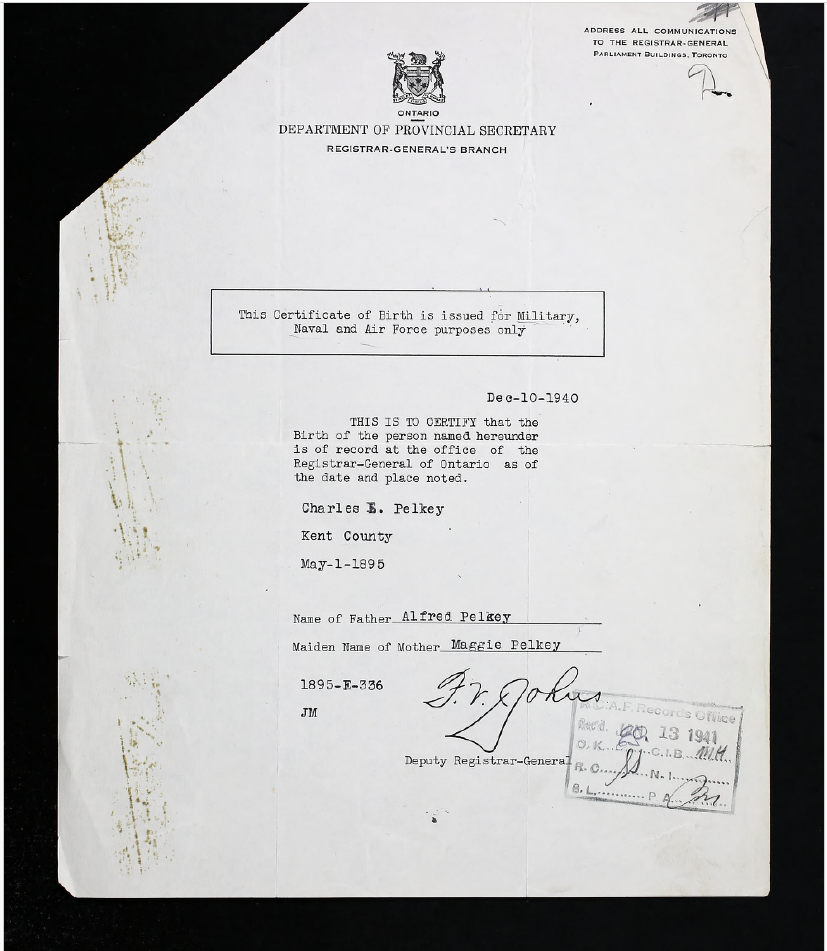 ADDRESS ALL COMMUNICATIONS
TO THE REGISTRAR-GENERAL
PARLIAMENT BUILDINGS, TORONTO
ONTARIO
DEPARTMENT OF PROVINCIAL SECRETARY
REGISTRAR-GENERAL'S BRANCH
This Certificate of Birth is issued for Military,
Naval and Air Force purposes only
Dec-10-1940
THIS IS TO CERTIFY that the
Birth of the person named hereunder
is of record at the office of the
Registrar-General of Ontario as of
the date and place noted.
Charles E. Pelkey
Kent County
May-1-1895
Name of Father Alfred Pelkey
Maiden Name of Mother Maggie Pelkey
1895-E-336
JM
F.V. Johns
Deputy Registrar-General
R.C.A.F. Records Office
Rec'd. 13 1941
O.K. C.I.B.
R.C. N.I.
B.L. P.A.